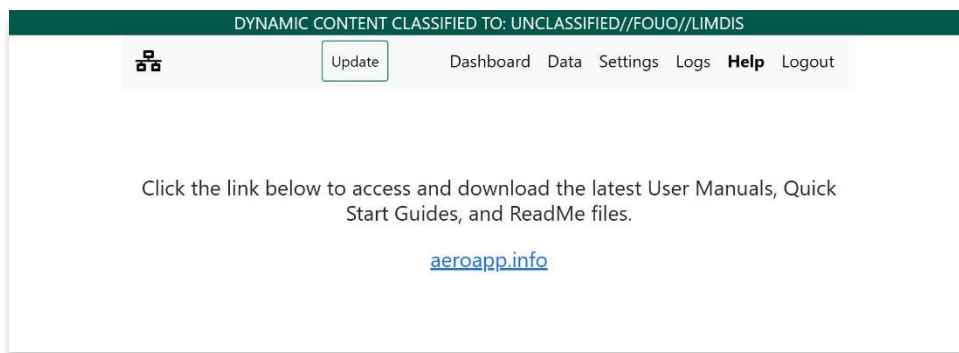 DYNAMIC CONTENT CLASSIFIED TO: UNCLASSIFIED//FOUO//LIMDIS
Update Dashboard Data Settings Logs Help Logout
Click the link below to access and download the latest User Manuals, Quick
Start Guides, and ReadMe files.
aeroapp.info